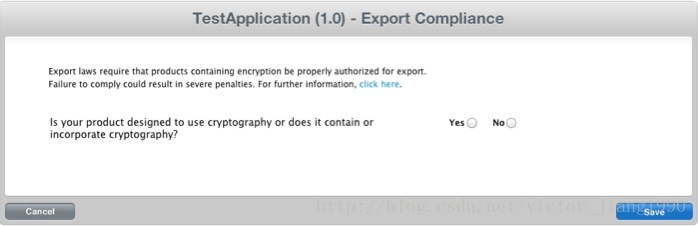 TestApplication (1.0) - Export Compliance
Export laws require that products containing encryption be properly authorized for export.
Failure to comply could result in severe penalties. For further information, click here.
Is your product designed to use cryptography or does it contain or
incorporate cryptography?
Yes No
Cancel
Save
http://blog.csdn.net/victor_jiang1990